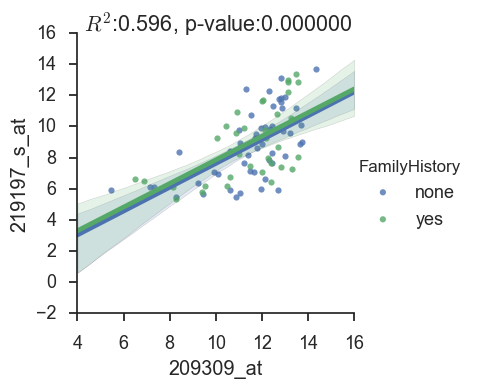 R²:0.596, p-value:0.000000
16
14
12
10
8
6
4
2
0
−2
219197_s_at
4 6 8 10 12 14 16
209309_at
FamilyHistory
none
yes